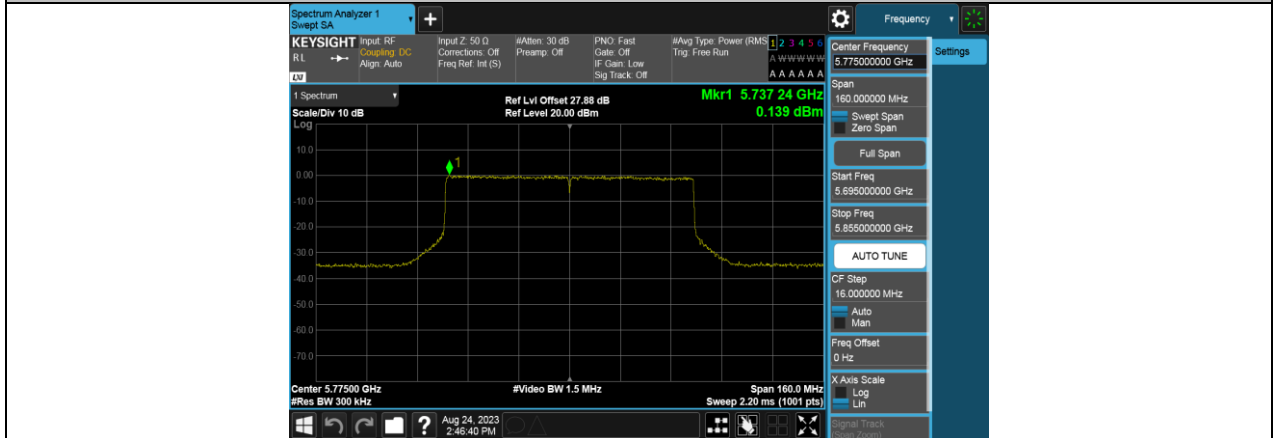 Spectrum Analyzer 1
Swept SA
+
Frequency
KEYSIGHT
RL
LXI
Input: RF
Coupling: DC
Align: Auto
Input Z: 50 Ω
Corrections: Off
Freq Ref: Int (S)
#Atten: 30 dB
Preamp: Off
PNO: Fast
Gate: Off
IF Gain: Low
Sig Track: Off
#Avg Type: Power (RMS
Trig: Free Run
1 2 3 4 5 6
A W W W W W
A A A A A A
1 Spectrum
Scale/Div 10 dB
Log
Ref Lvl Offset 27.88 dB
Ref Level 20.00 dBm
Mkr1 5.737 24 GHz
0.139 dBm
1
10.0
0.00
-10.0
-20.0
-30.0
-40.0
-50.0
-60.0
-70.0
Center 5.77500 GHz
#Res BW 300 kHz
#Video BW 1.5 MHz
Span 160.0 MHz
Sweep 2.20 ms (1001 pts)
?
Aug 24, 2023
2:46:40 PM
Center Frequency
5.775000000 GHz
Span
160.000000 MHz
Swept Span
Zero Span
Full Span
Start Freq
5.695000000 GHz
Stop Freq
5.855000000 GHz
AUTO TUNE
CF Step
16.000000 MHz
Auto
Man
Freq Offset
0 Hz
X Axis Scale
Log
Lin
Signal Track
(Span Zoom)
Settings